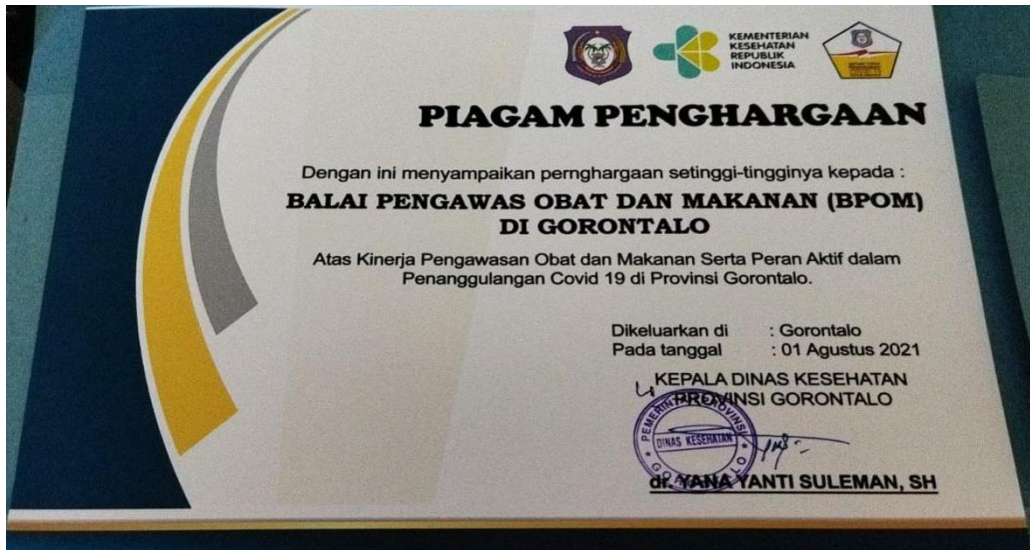 KEMENTERIAN
KESEHATAN
REPUBLIK
INDONESIA
PIAGAM PENGHARGAAN
Dengan ini menyampaikan pernghargaan setinggi-tingginya kepada :
BALAI PENGAWAS OBAT DAN MAKANAN (BPOM)
DI GORONTALO
Atas Kinerja Pengawasan Obat dan Makanan Serta Peran Aktif dalam
Penanggulangan Covid 19 di Provinsi Gorontalo.
Dikeluarkan di : Gorontalo
Pada tanggal : 01 Agustus 2021
KEPALA DINAS KESEHATAN
PROVINSI GORONTALO
PEMERINTAH PROVINSI
DINAS KESEHATAN
GORONTALO
dr. YANA YANTI SULEMAN, SH